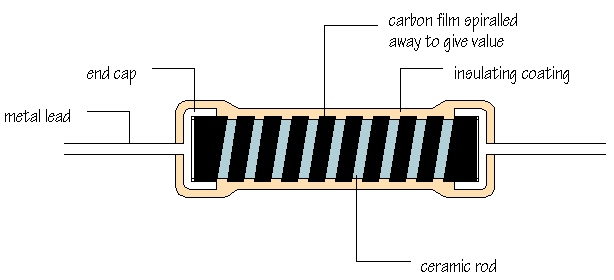 carbon film spiralled
away to give value
end cap
insulating coating
metal lead
ceramic rod